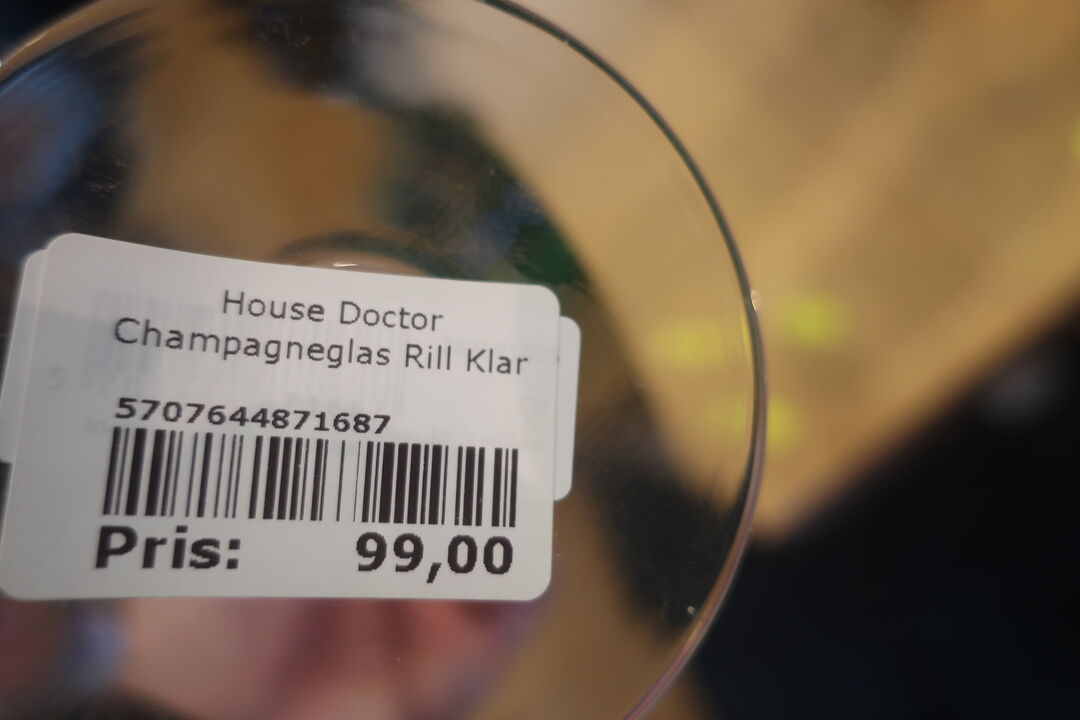 House Doctor
Champagneglas Rill Klar
5707644871687
Pris: 99,00